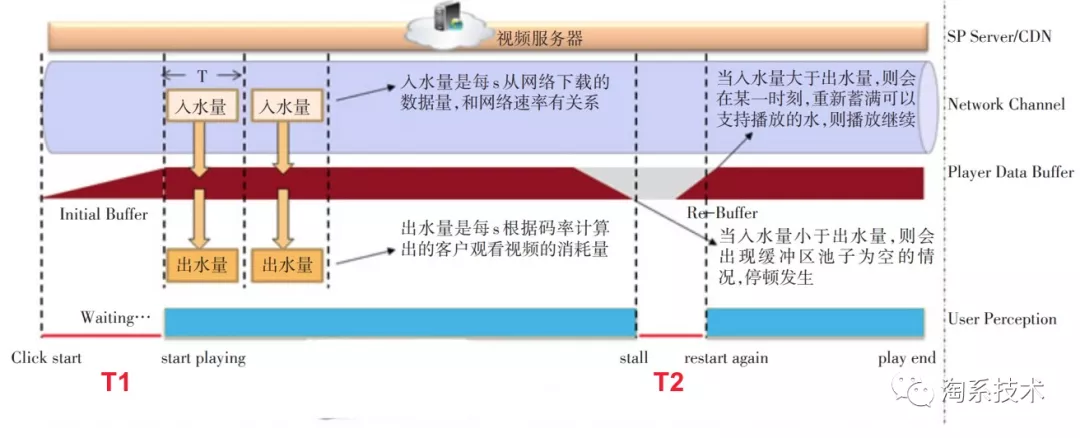 视频服务器
SP Server/CDN
T
入水量
入水量
入水量是每s从网络下载的
数据量,和网络速率有关系
当入水量大于出水量,则会
在某一时刻,重新蓄满可以
支持播放的水,则播放继续
Network Channel
Player Data Buffer
Initial Buffer
Re-Buffer
出水量是每s根据码率计算
出的客户观看视频的消耗量
当入水量小于出水量,则会
出现缓冲区池子为空的情
况,停顿发生
出水量
出水量
Waiting…
User Perception
Click start
start playing
stall
restart again
play end
T1
T2
淘系技术